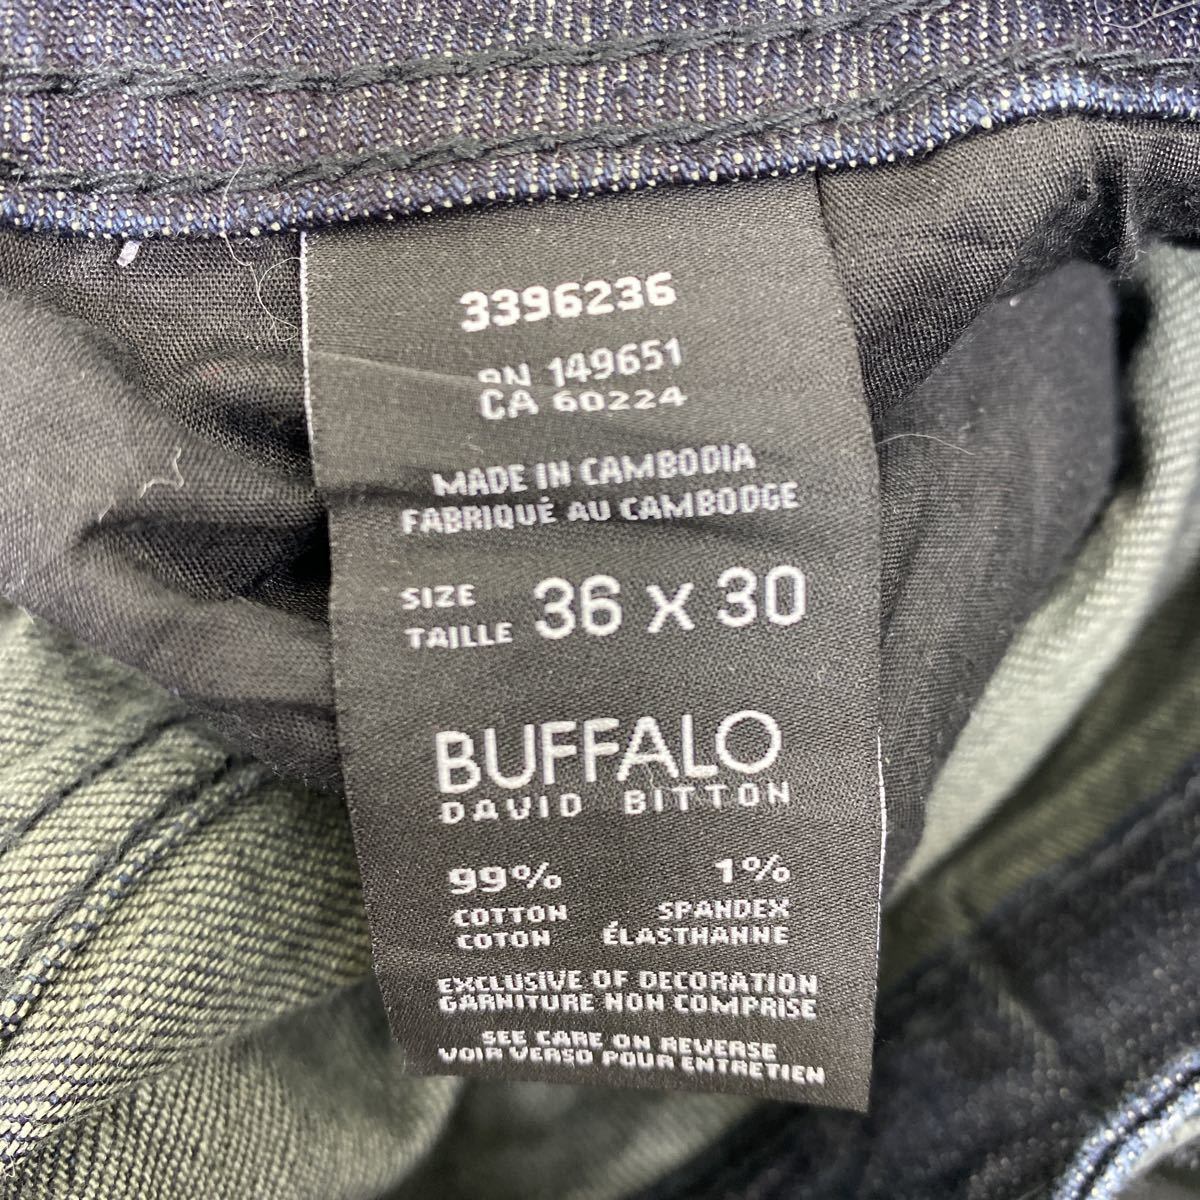 3396236
RN 149651
CA 60224
MADE IN CAMBODIA
FABRIQUÉ AU CAMBODGE
SIZE
TAILLE 36 x 30
BUFFALO
DAVID BITTON
99% 1%
COTTON SPANDEX
COTON ÉLASTHANNE
EXCLUSIVE OF DECORATION
GARNITURE NON COMPRISE
SEE CARE ON REVERSE
VOIR VERSO POUR ENTRETIEN